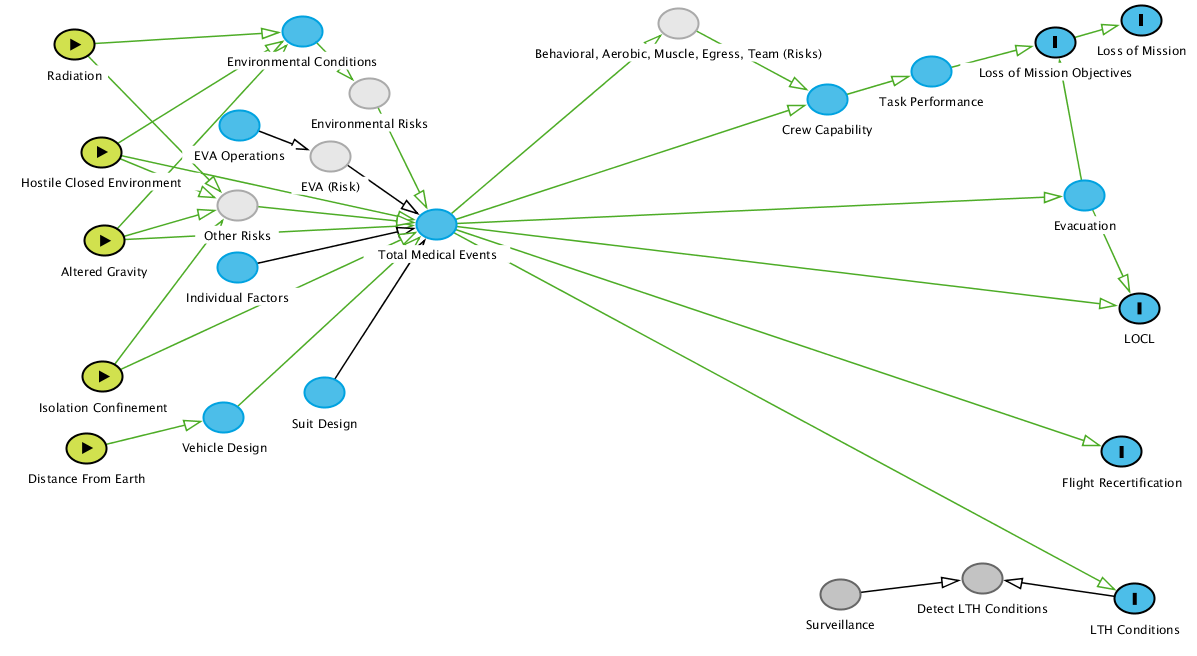 Loss of Mission
Behavioral, Aerobic, Muscle, Egress, Team (Risks)
Environmental Conditions
Loss of Mission Objectives
Radiation
Task Performance
Environmental Risks
Crew Capability
EVA Operations
Hostile Closed Environment
EVA (Risk)
Evacuation
Other Risks
Total Medical Events
Altered Gravity
Individual Factors
LOCL
Isolation Confinement
Suit Design
Vehicle Design
Distance From Earth
Flight Recertification
Detect LTH Conditions
Surveillance
LTH Conditions